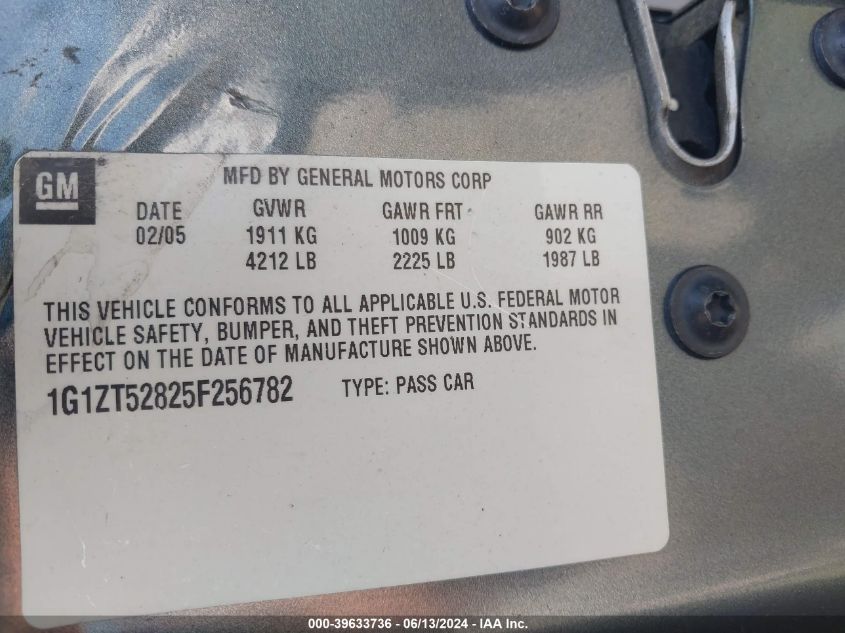 GM
MFD BY GENERAL MOTORS CORP
DATE GVWR GAWR FRT GAWR RR
02/05 1911 KG 1009 KG 902 KG
4212 LB 2225 LB 1987 LB
THIS VEHICLE CONFORMS TO ALL APPLICABLE U.S. FEDERAL MOTOR
VEHICLE SAFETY, BUMPER, AND THEFT PREVENTION STANDARDS IN
EFFECT ON THE DATE OF MANUFACTURE SHOWN ABOVE.
1G1ZT52825F256782 TYPE: PASS CAR
000-39633736 - 06/13/2024 - IAA Inc.